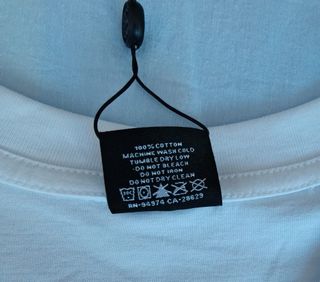 100% COTTON
MACHINE WASH COLD
TUMBLE DRY LOW
DO NOT BLEACH
DO NOT IRON
DO NOT DRY CLEAN
RN-94974 CA-28629